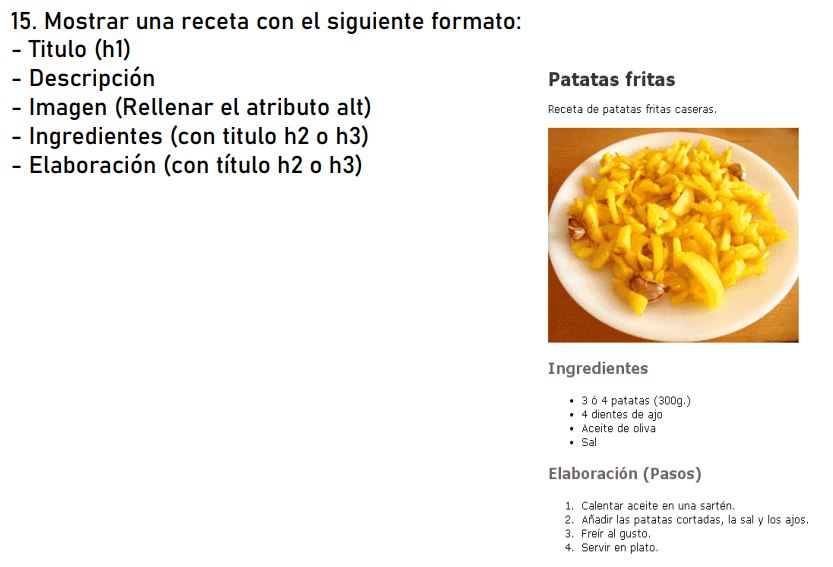 15. Mostrar una receta con el siguiente formato:
- Titulo (h1)
- Descripción
- Imagen (Rellenar el atributo alt)
- Ingredientes (con titulo h2 o h3)
- Elaboración (con título h2 o h3)
Patatas fritas
Receta de patatas fritas caseras.
Ingredientes
• 3 ó 4 patatas (300g.)
• 4 dientes de ajo
• Aceite de oliva
• Sal
Elaboración (Pasos)
1. Calentar aceite en una sartén.
2. Añadir las patatas cortadas, la sal y los ajos.
3. Freír al gusto.
4. Servir en plato.